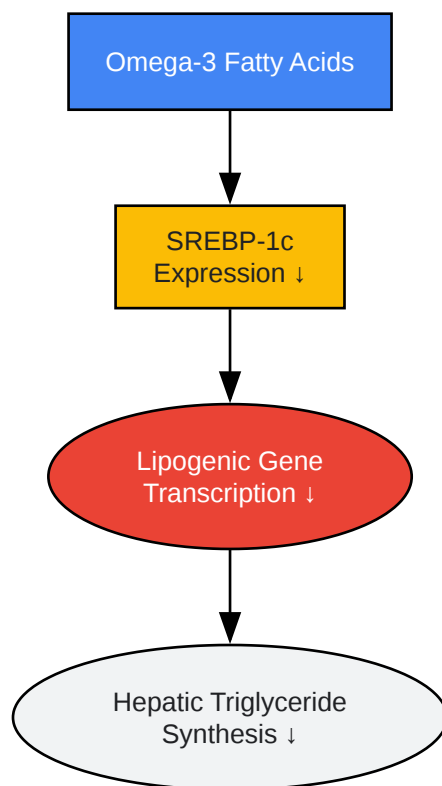 Omega-3 Fatty Acids
SREBP-1c
Expression ↓
Lipogenic Gene
Transcription ↓
Hepatic Triglyceride
Synthesis ↓